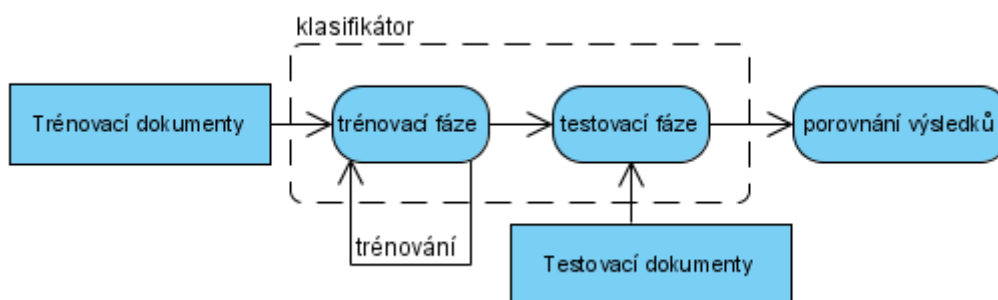 klasifikátor
Trénovací dokumenty
trénovací fáze
testovací fáze
porovnání výsledků
trénování
Testovací dokumenty